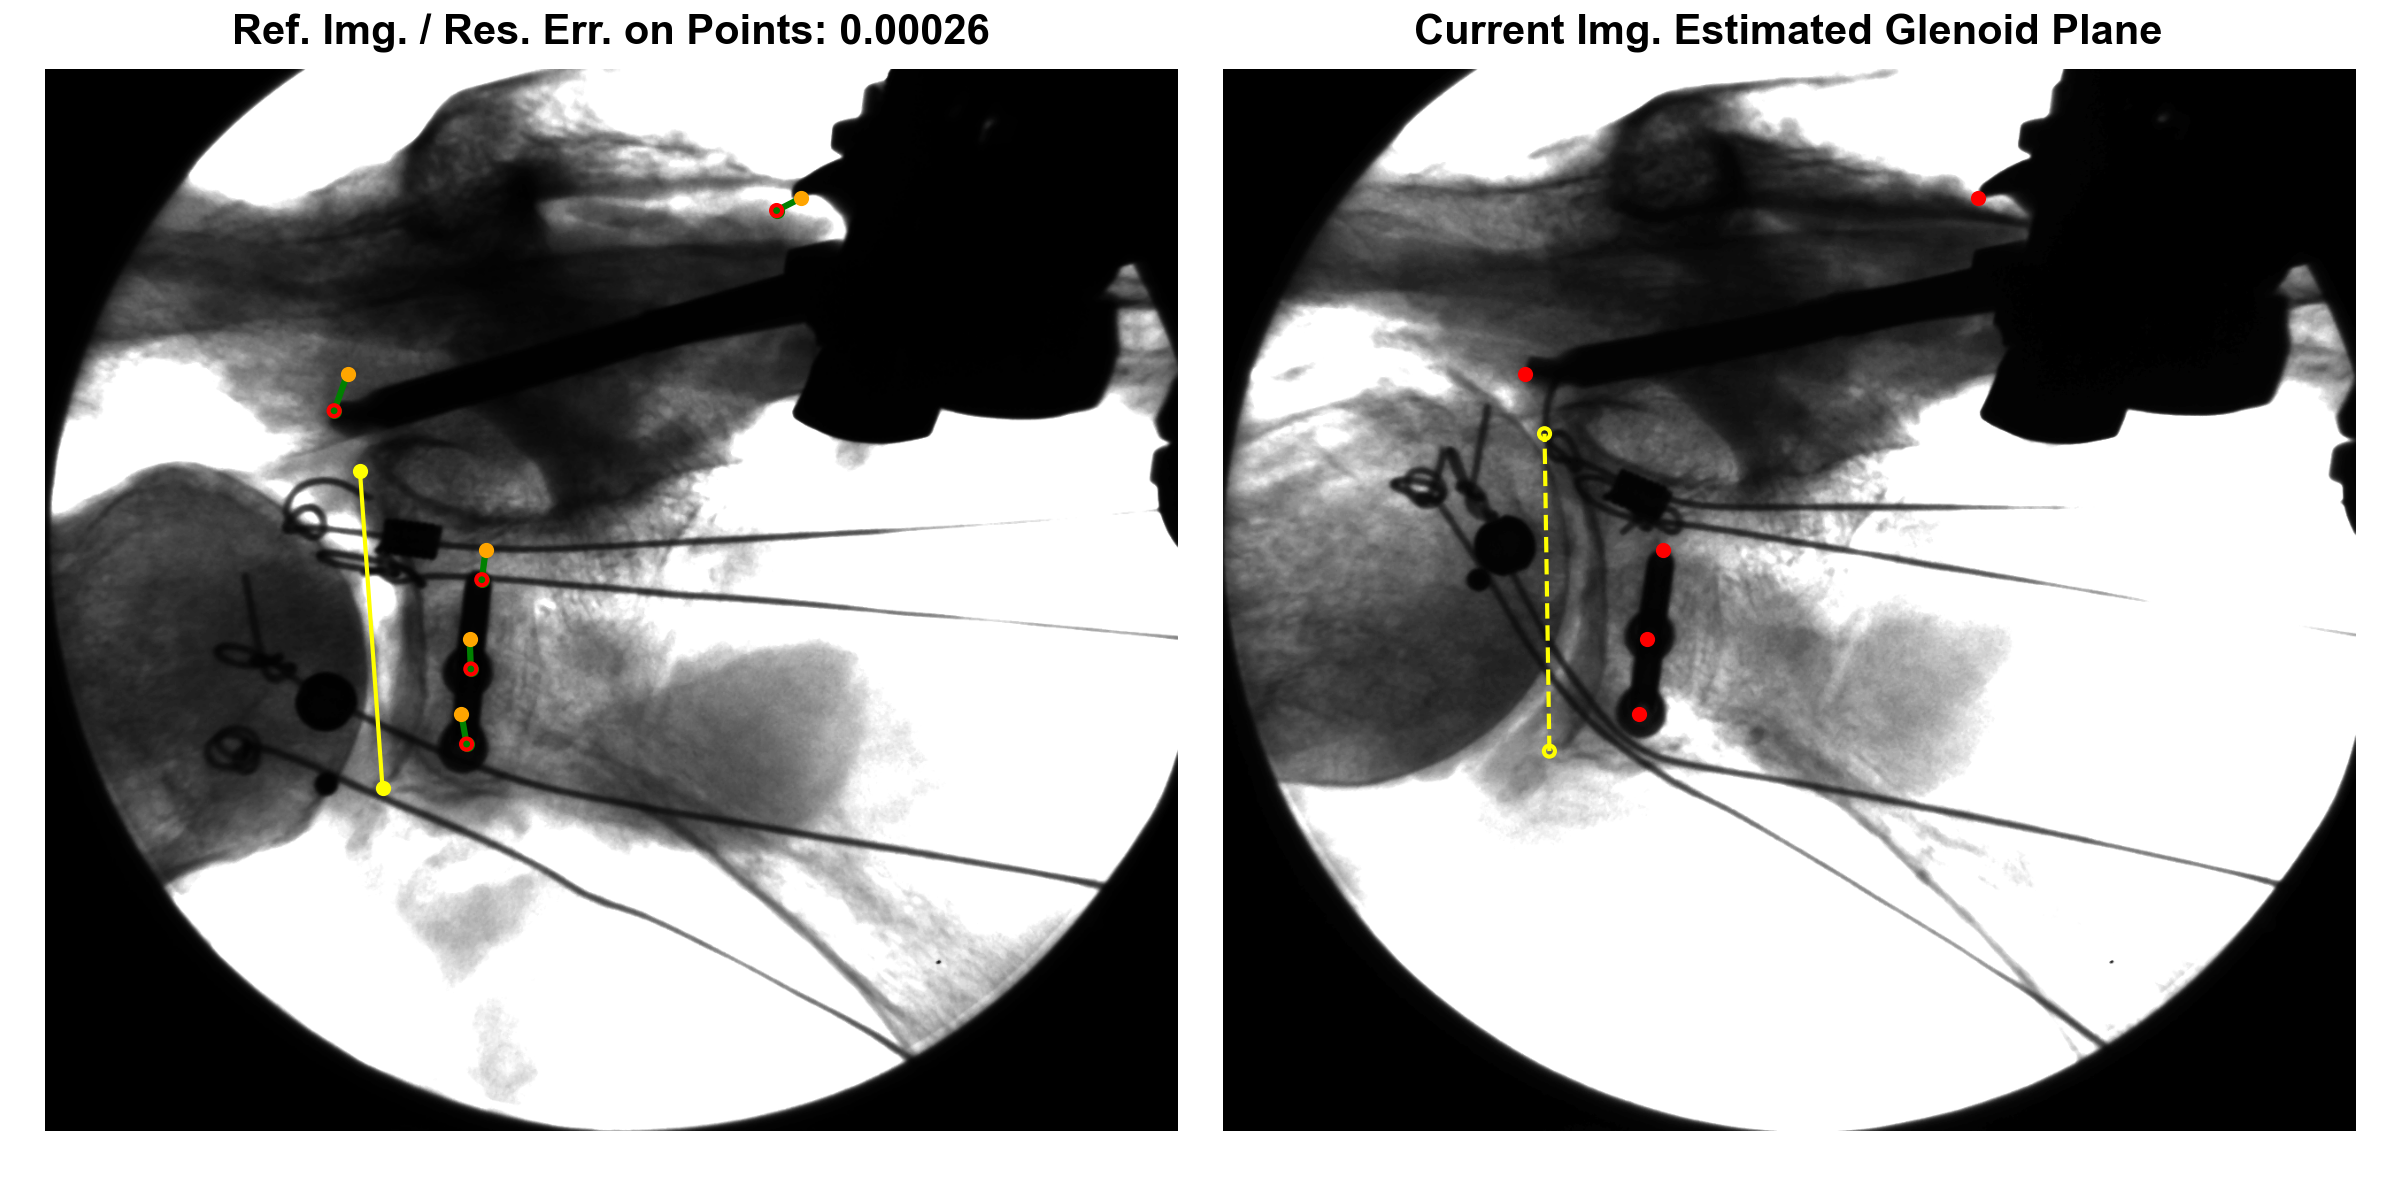 Ref. Img. / Res. Err. on Points: 0.00026
Current Img. Estimated Glenoid Plane